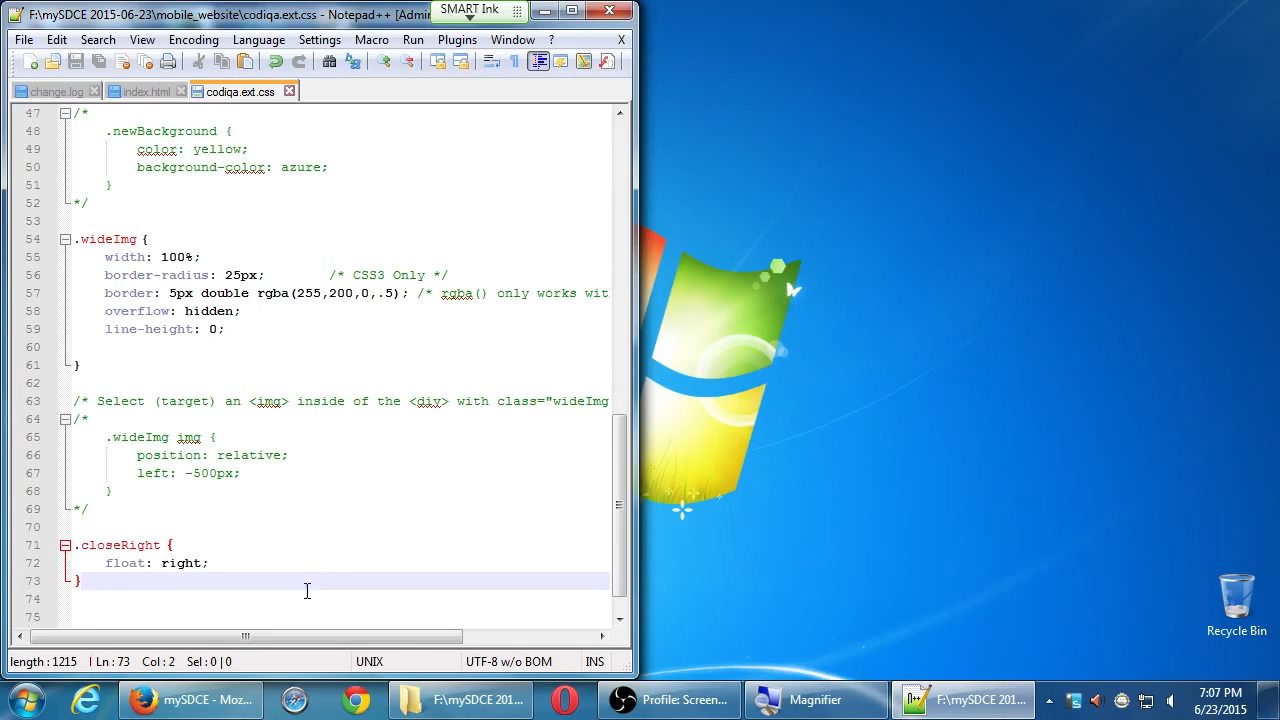 F:\mySDCE 2015-06-23\mobile_website\codiqa.ext.css - Notepad++ [Admi
SMART Ink
File Edit Search View Encoding Language Settings Macro Run Plugins Window ? X
change.log index.html codiqa.ext.css
47 /*
48 .newBackground {
49 color: yellow;
50 background-color: azure;
51 }
52 */
53
54 .wideImg {
55 width: 100%;
56 border-radius: 25px; /* CSS3 Only */
57 border: 5px double rgba(255,200,0,.5); /* rgba() only works wit
58 overflow: hidden;
59 line-height: 0;
60
61 }
62
63 /* Select (target) an <img> inside of the <div> with class="wideImg
64 /*
65 .wideImg img {
66 position: relative;
67 left: -500px;
68 }
69 */
70
71 .closeRight {
72 float: right;
73 }
74
75
length : 1215 Ln : 73 Col : 2 Sel : 0 | 0 UNIX UTF-8 w/o BOM INS
Recycle Bin
mySDCE - Moz... F:\mySDCE 201... Profile: Screen... Magnifier F:\mySDCE 201... 7:07 PM
6/23/2015